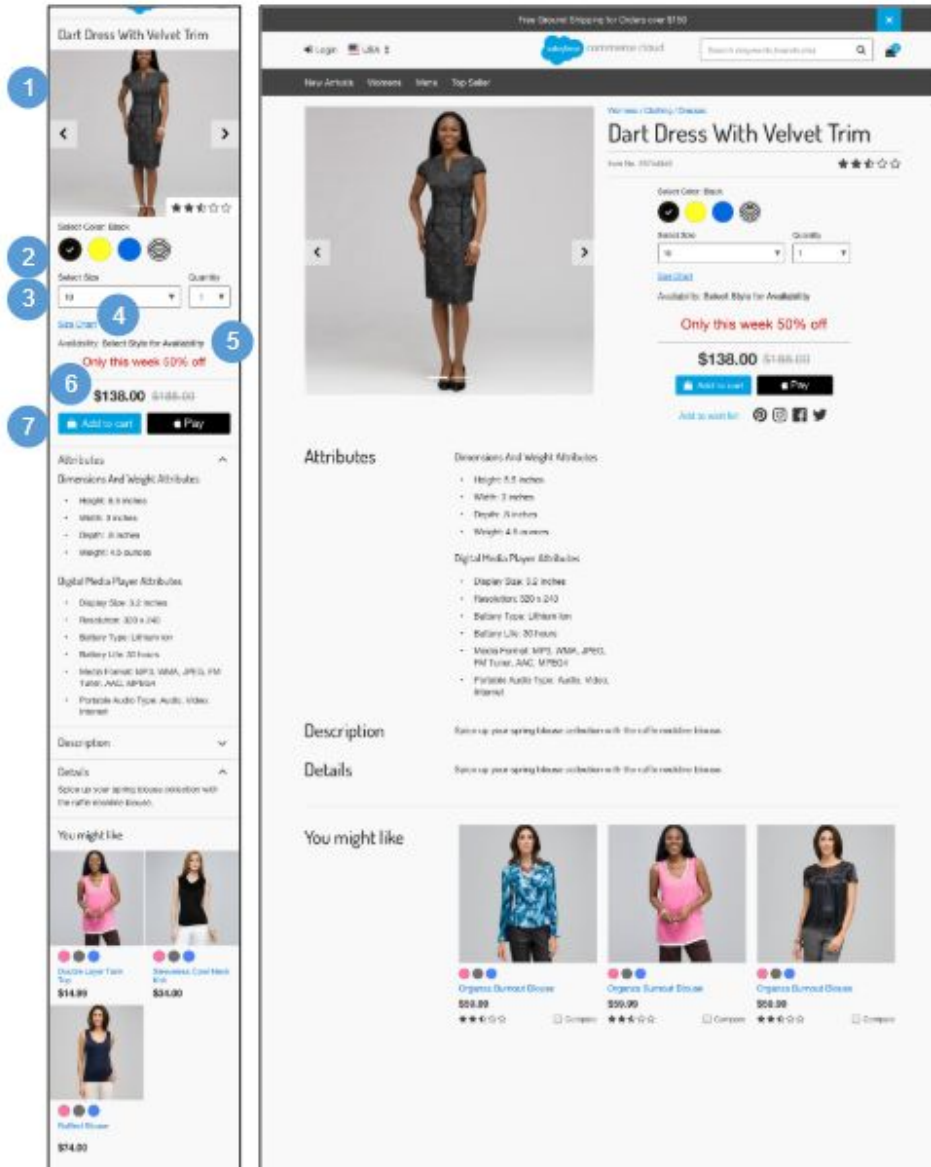 Dart Dress With Velvet Trim
1
Select Color: Black
2
Select Size Quantity
3
10 1
4
Size Chart
5
Availability: Select Style for Availability
Only this week 50% off
6
$138.00 $188.00
7
Add to cart Pay
Attributes
Dimensions And Weight Attributes
• Height: 5.5 inches
• Width: 3 inches
• Depth: .8 inches
• Weight: 4.5 ounces
Digital Media Player Attributes
• Display Size: 3.2 inches
• Resolution: 320 x 240
• Battery Type: Lithium Ion
• Battery Life: 30 hours
• Media Format: MP3, WMA, JPEG, FM
Tuner, AAC, MPEG4
• Portable Audio Type: Audio, Video,
Internet
Description
Details
Spice up your spring blouse collection with
the ruffle neckline blouse.
You might like
Double Layer Tank
Top
$14.99
Sleeveless Cowl Neck
$34.00
Ruffled Blouse
$74.00
Free Ground Shipping for Orders over $150
Login USA
salesforce commerce cloud
New Arrivals Womens Mens Top Seller
Womens / Clothing / Dresses
Dart Dress With Velvet Trim
Item No.
Select Color: Black
Select Size Quantity
10 1
Size Chart
Availability: Select Style for Availability
Only this week 50% off
$138.00 $188.00
Add to cart Pay
Add to wish list
Attributes
Dimensions And Weight Attributes
• Height: 5.5 inches
• Width: 3 inches
• Depth: .8 inches
• Weight: 4.5 ounces
Digital Media Player Attributes
• Display Size: 3.2 inches
• Resolution: 320 x 240
• Battery Type: Lithium Ion
• Battery Life: 30 hours
• Media Format: MP3, WMA, JPEG,
FM Tuner, AAC, MPEG4
• Portable Audio Type: Audio, Video,
Internet
Description
Spice up your spring blouse collection with the ruffle neckline blouse.
Details
Spice up your spring blouse collection with the ruffle neckline blouse.
You might like
Organza Burnout Blouse Organza Burnout Blouse Organza Burnout Blouse
$59.99 $59.99 $59.99
Compare Compare Compare